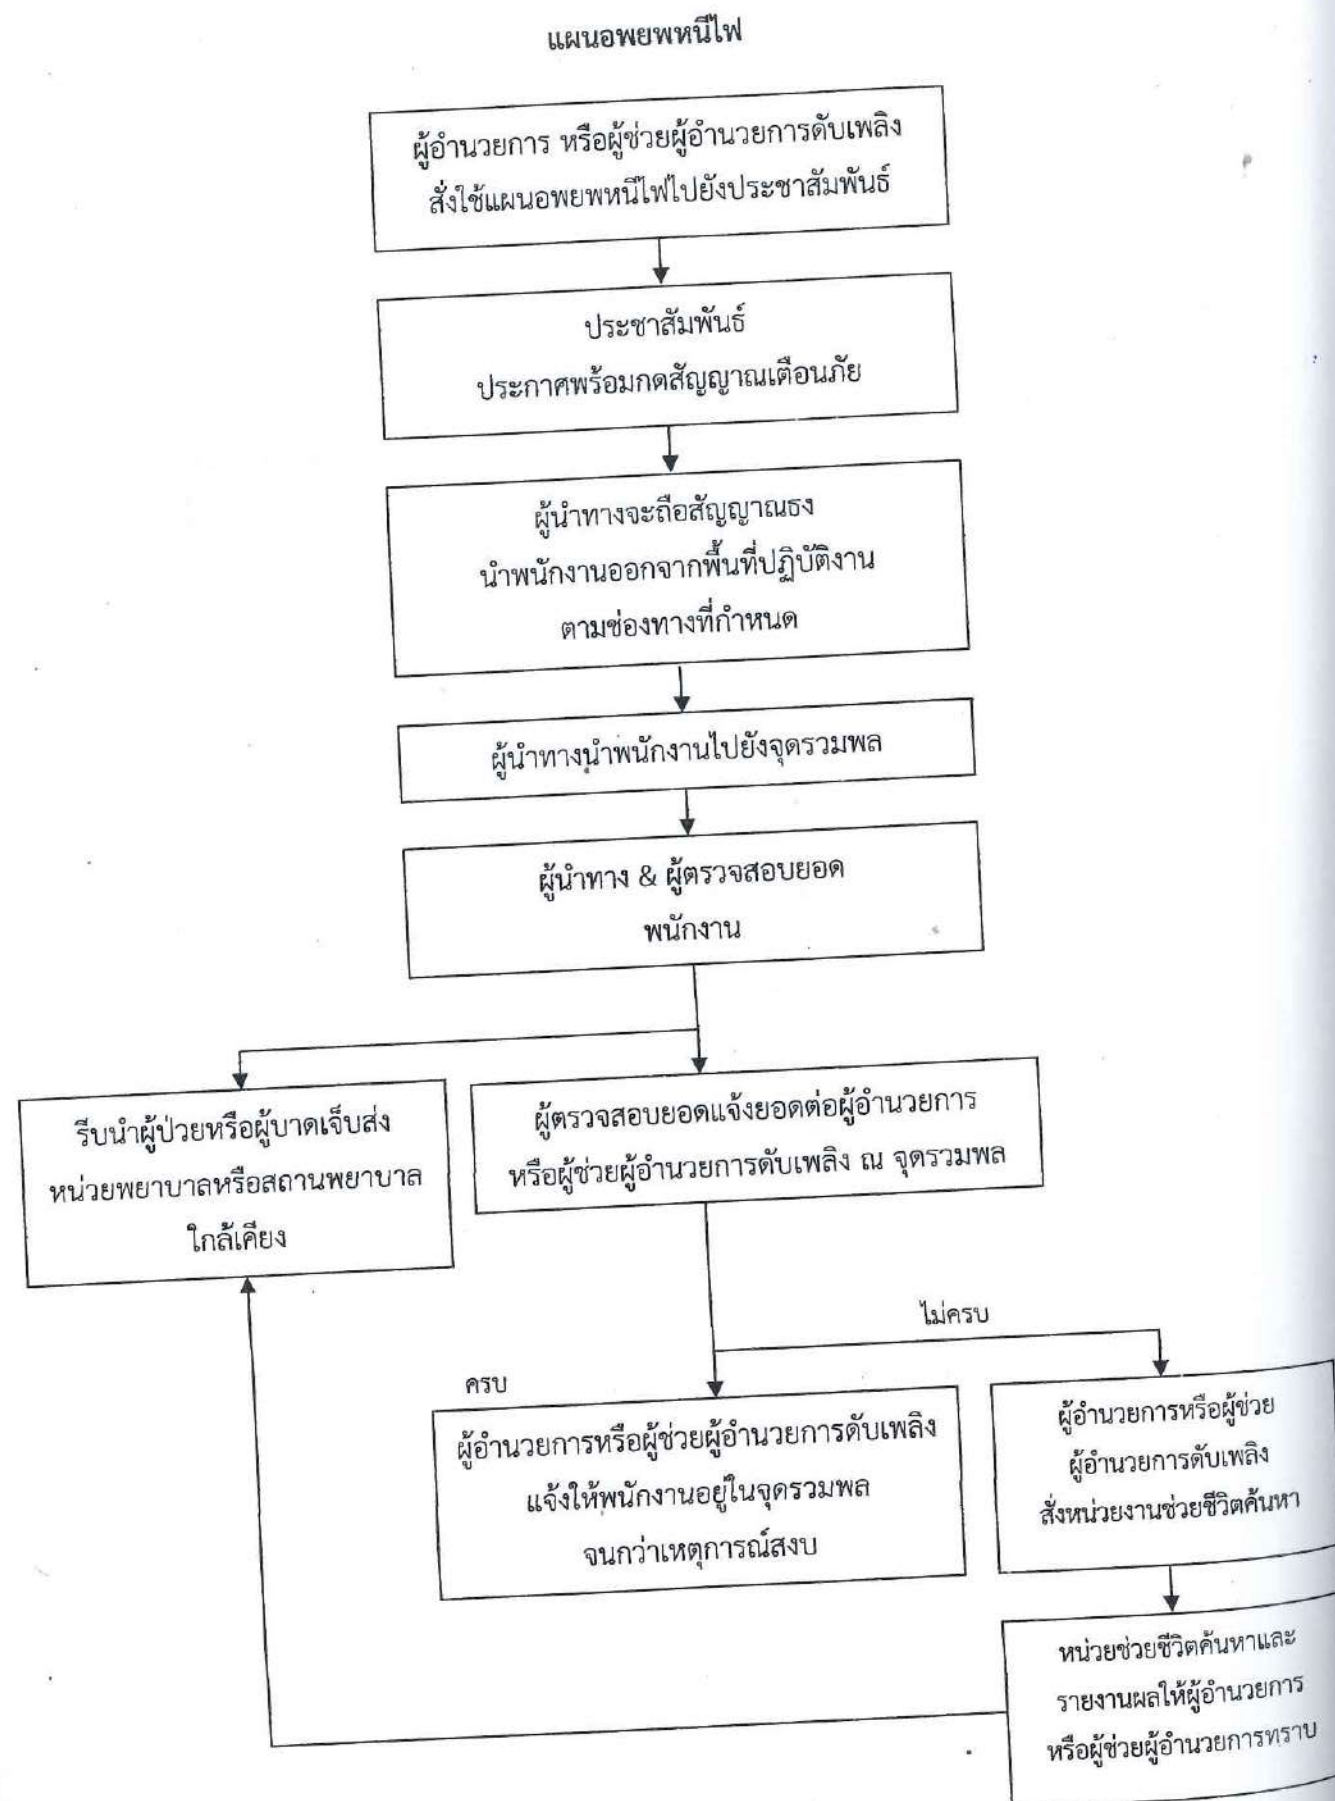 แผนอพยพหนีไฟ
ผู้อำนวยการ หรือผู้ช่วยผู้อำนวยการดับเพลิง
สั่งใช้แผนอพยพหนีไฟไปยังประชาสัมพันธ์
ประชาสัมพันธ์
ประกาศพร้อมกดสัญญาณเตือนภัย
ผู้นำทางจะถือสัญญาณธง
นำพนักงานออกจากพื้นที่ปฏิบัติงาน
ตามช่องทางที่กำหนด
ผู้นำทางนำพนักงานไปยังจุดรวมพล
ผู้นำทาง & ผู้ตรวจสอบยอด
พนักงาน
รีบนำผู้ป่วยหรือผู้บาดเจ็บส่ง
หน่วยพยาบาลหรือสถานพยาบาล
ใกล้เคียง
ผู้ตรวจสอบยอดแจ้งยอดต่อผู้อำนวยการ
หรือผู้ช่วยผู้อำนวยการดับเพลิง ณ จุดรวมพล
ไม่ครบ
ครบ
ผู้อำนวยการหรือผู้ช่วยผู้อำนวยการดับเพลิง
แจ้งให้พนักงานอยู่ในจุดรวมพล
จนกว่าเหตุการณ์สงบ
ผู้อำนวยการหรือผู้ช่วย
ผู้อำนวยการดับเพลิง
สั่งหน่วยงานช่วยชีวิตค้นหา
หน่วยช่วยชีวิตค้นหาและ
รายงานผลให้ผู้อำนวยการ
หรือผู้ช่วยผู้อำนวยการทราบ